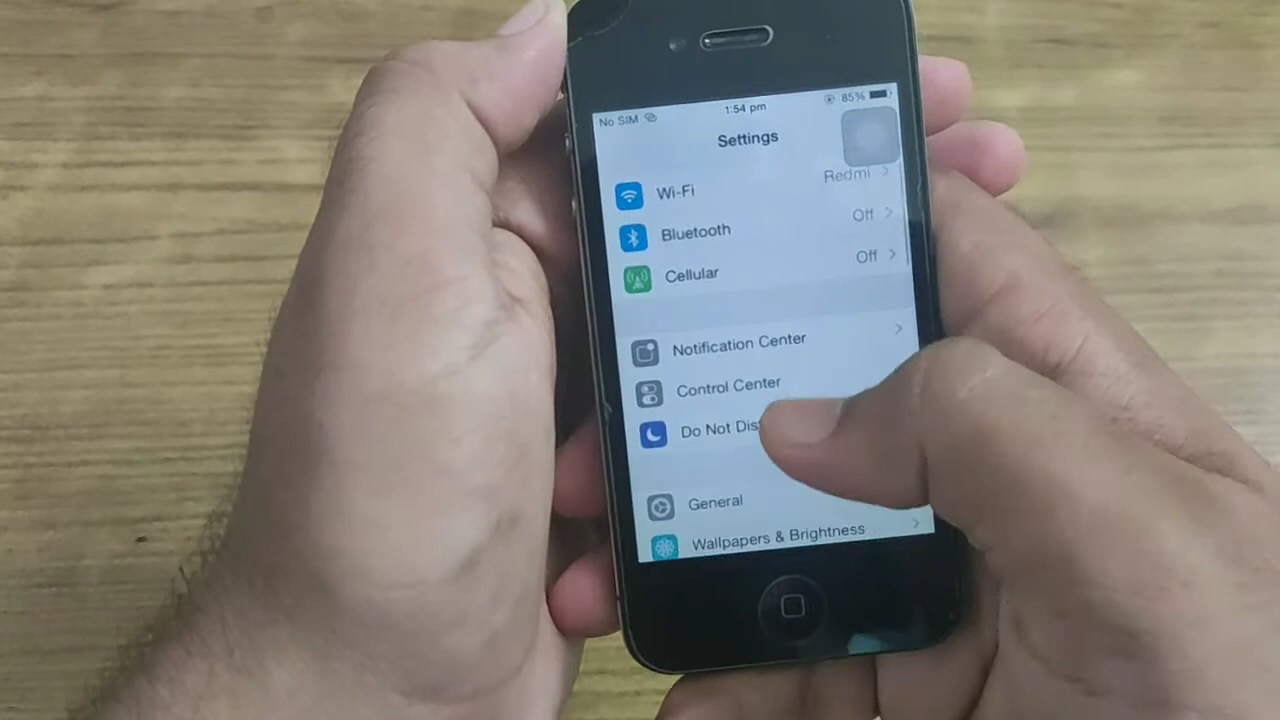 No SIM 1:54 pm 85%
Settings
Wi-Fi Redmi
Bluetooth Off
Cellular Off
Notification Center
Control Center
Do Not Dis
General
Wallpapers & Brightness